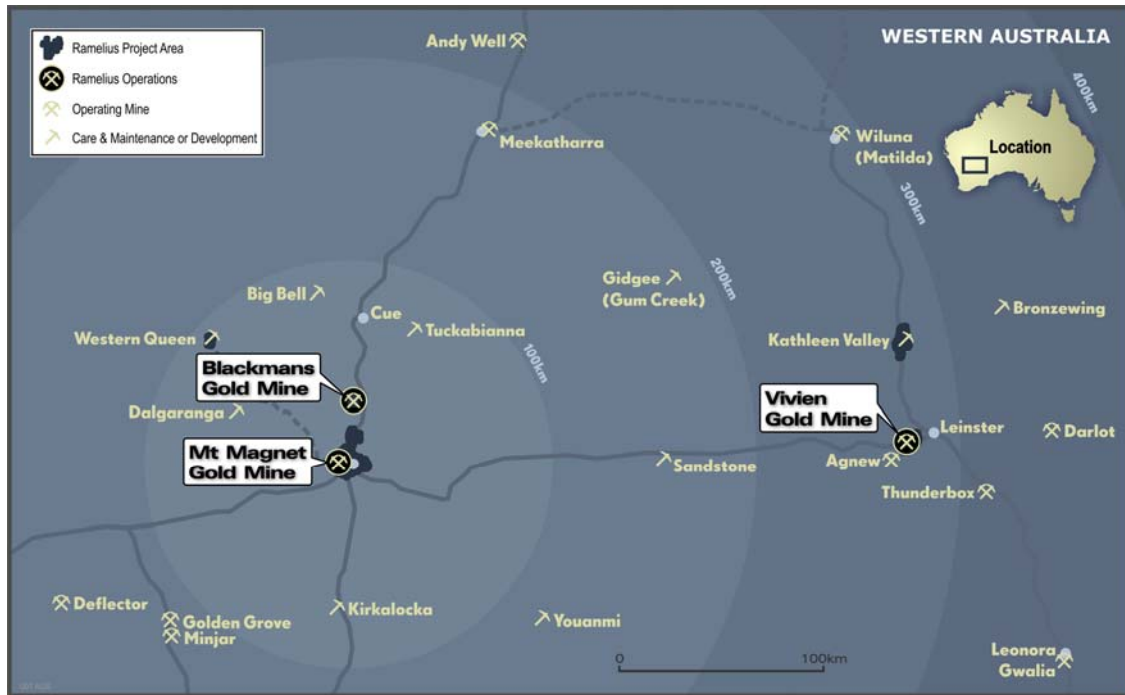 Ramelius Project Area
Ramelius Operations
Operating Mine
Care & Maintenance or Development
WESTERN AUSTRALIA
Location
400km
Andy Well
Meekatharra
Wiluna
(Matilda)
300km
200km
Gidgee
(Gum Creek)
Big Bell
Cue
Tuckabianna
Bronzewing
Western Queen
Kathleen Valley
100km
Blackmans
Gold Mine
Vivien
Gold Mine
Dalgaranga
Leinster
Darlot
Mt Magnet
Gold Mine
Sandstone
Agnew
Thunderbox
Deflector
Golden Grove
Minjar
Kirkalocka
Youanmi
0 100km
Leonora
Gwalia